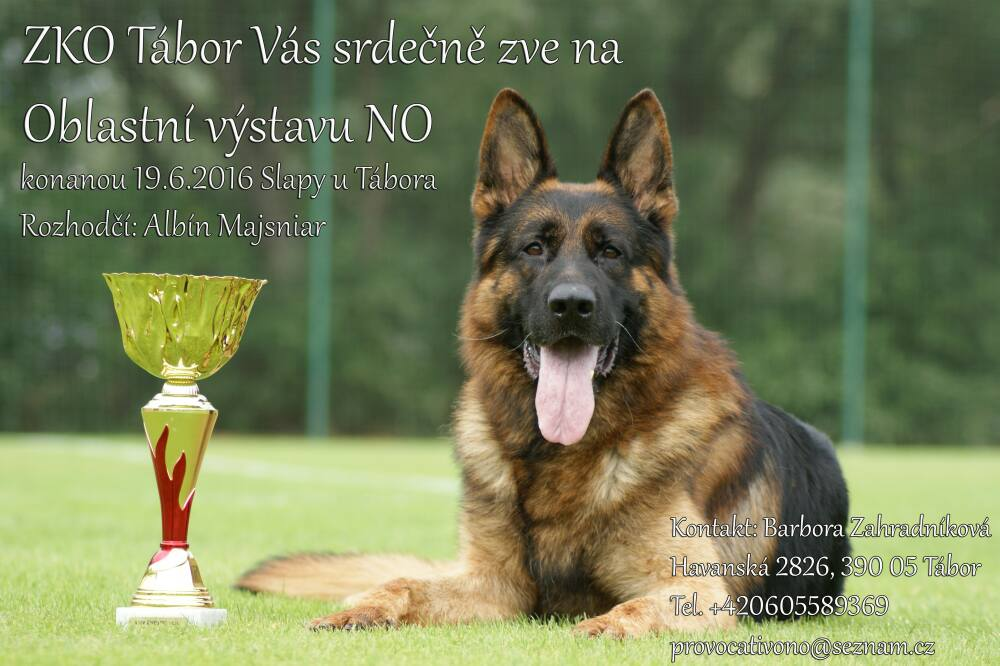 ZKO Tábor Vás srdečně zve na
Oblastní výstavu NO
konanou 19.6.2016 Slapy u Tábora
Rozhodčí: Albín Majsniar
Kontakt: Barbora Zahradníková
Havanská 2826, 390 05 Tábor
Tel. +420605589369
provocativono@seznam.cz